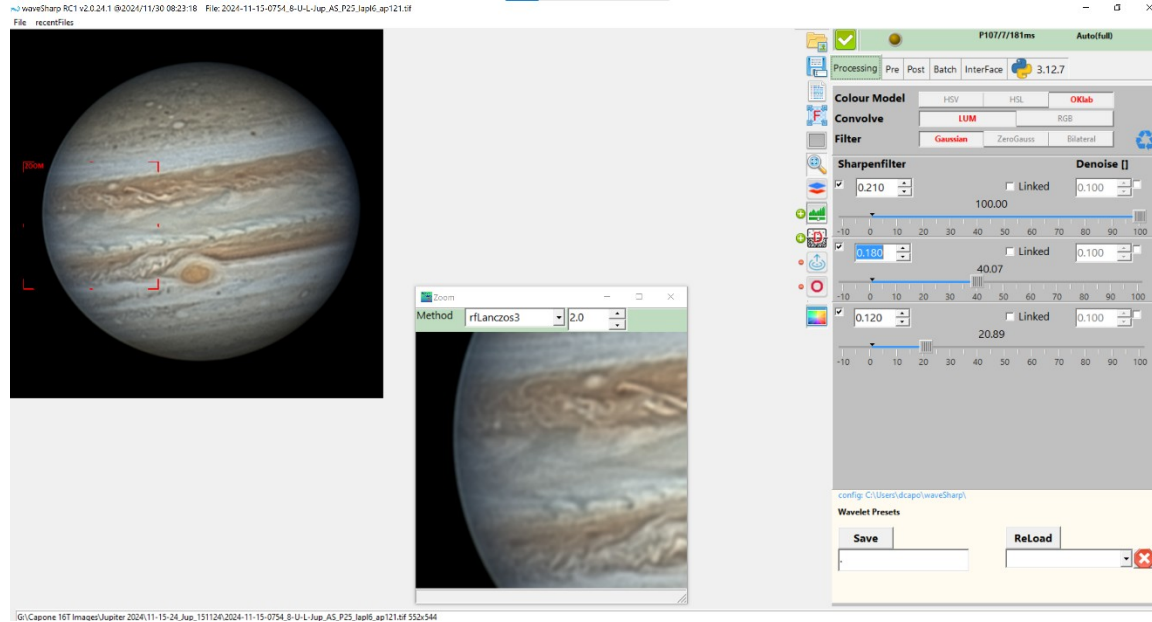 waveSharp RC1 v2.0.24.1 @2024/11/30 08:23:18 File: 2024-11-15-0754_8-U-L-Jup_AS_P25_lapl6_ap121.tif
File recentFiles
P107/7/181ms Auto(full)
Processing Pre Post Batch InterFace 3.12.7
Colour Model HSV HSL OKlab
Convolve LUM RGB
Filter Gaussian ZeroGauss Bilateral
Sharpenfilter Denoise []
0.210 Linked 0.100
100.00
-10 0 10 20 30 40 50 60 70 80 90 100
0.180 Linked 0.100
40.07
-10 0 10 20 30 40 50 60 70 80 90 100
0.120 Linked 0.100
20.89
-10 0 10 20 30 40 50 60 70 80 90 100
ZOOM
Zoom
Method rfLanczos3 2.0
config: C:\Users\dcapo\waveSharp\
Wavelet Presets
Save ReLoad
.
G:\Capone 16T Images\Jupiter 2024\11-15-24_Jup_151124\2024-11-15-0754_8-U-L-Jup_AS_P25_lapl6_ap121.tif 552x544